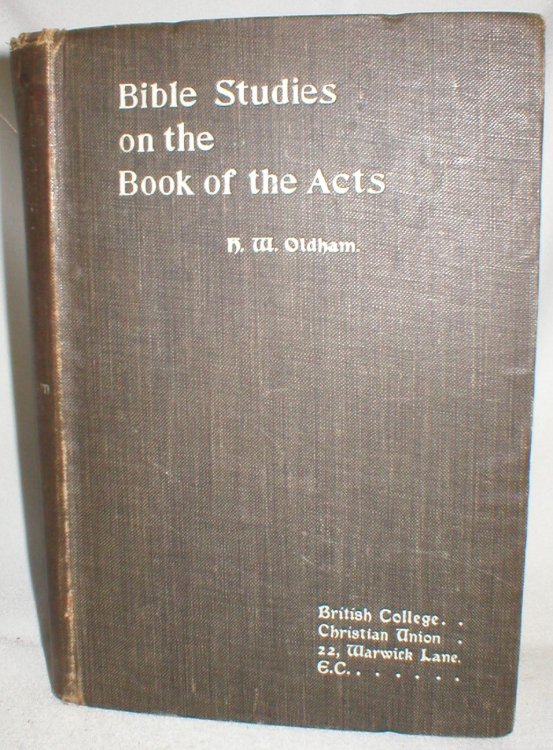 Bible Studies
on the
Book of the Acts
H. W. Oldham.
British College. .
Christian Union .
22, Warwick Lane.
E.C. . . . . . .